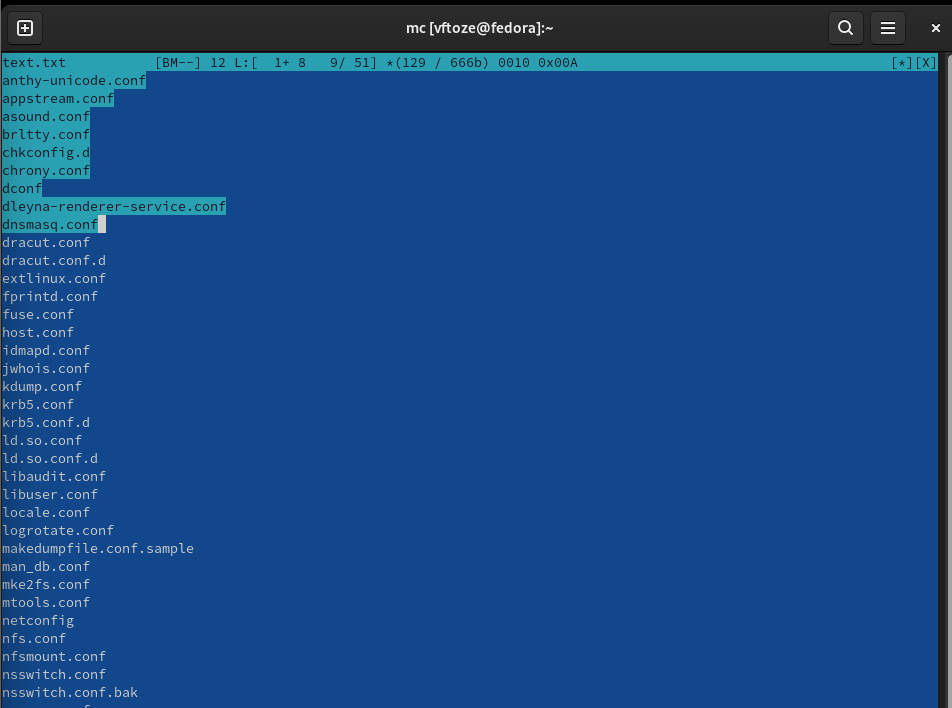 mc [vftoze@fedora]:~
text.txt [BM--] 12 L:[ 1+ 8 9/ 51] *(129 / 666b) 0010 0x00A [*][X]
anthy-unicode.conf
appstream.conf
asound.conf
brltty.conf
chkconfig.d
chrony.conf
dconf
dleyna-renderer-service.conf
dnsmasq.conf
dracut.conf
dracut.conf.d
extlinux.conf
fprintd.conf
fuse.conf
host.conf
idmapd.conf
jwhois.conf
kdump.conf
krb5.conf
krb5.conf.d
ld.so.conf
ld.so.conf.d
libaudit.conf
libuser.conf
locale.conf
logrotate.conf
makedumpfile.conf.sample
man_db.conf
mke2fs.conf
mtools.conf
netconfig
nfs.conf
nfsmount.conf
nsswitch.conf
nsswitch.conf.bak